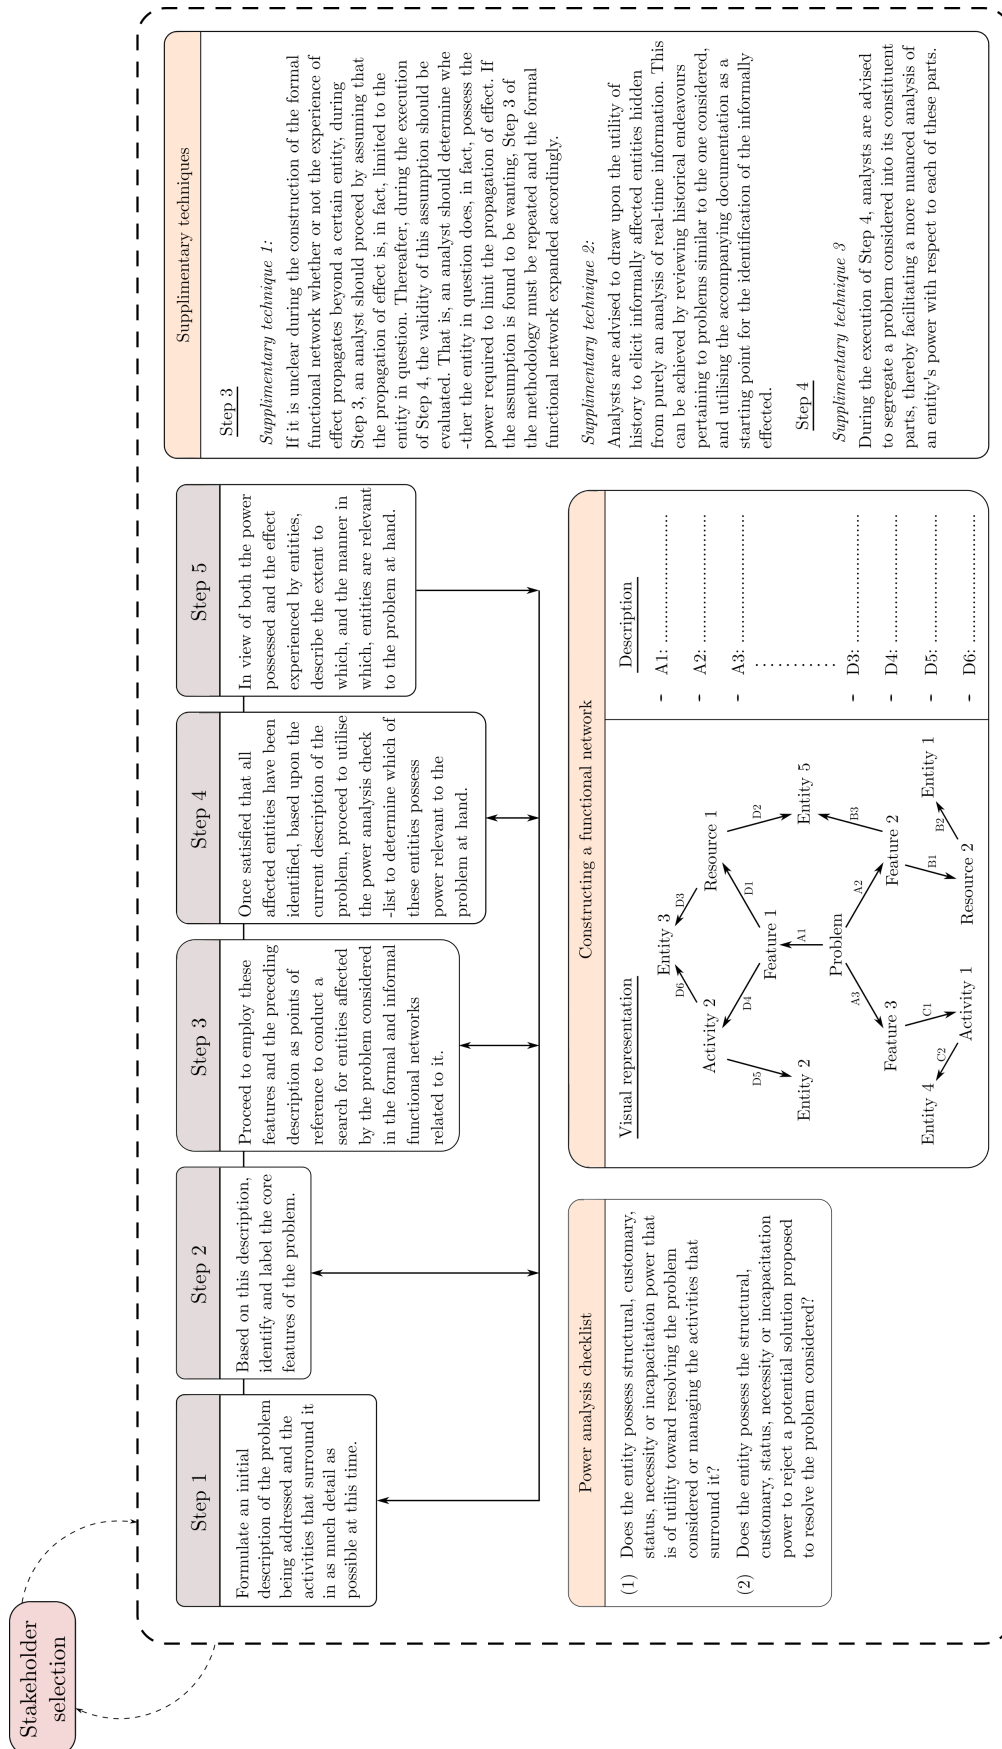 Stakeholder
selection
Step 1
Formulate an initial
description of the problem
being addressed and the
activities that surround it
in as much detail as
possible at this time.
Step 2
Based on this description,
identify and label the core
features of the problem.
Step 3
Proceed to employ these
features and the preceding
description as points of
reference to conduct a
search for entities affected
by the problem considered
in the formal and informal
functional networks
related to it.
Step 4
Once satisfied that all
affected entities have been
identified, based upon the
current description of the
problem, proceed to utilise
the power analysis check
-list to determine which of
these entities possess
power relevant to the
problem at hand.
Step 5
In view of both the power
possessed and the effect
experienced by entities,
describe the extent to
which, and the manner in
which, entities are relevant
to the problem at hand.
Power analysis checklist
(1) Does the entity possess structural, customary,
status, necessity or incapacitation power that
is of utility toward resolving the problem
considered or managing the activities that
surround it?
(2) Does the entity possess the structural,
customary, status, necessity or incapacitation
power to reject a potential solution proposed
to resolve the problem considered?
Constructing a functional network
Visual representation
Entity 3
D6
D3
Activity 2
Resource 1
D5
D4
D1
D2
Feature 1
Entity 2
A1
Entity 5
Problem
A3
A2
B3
Feature 3
Feature 2
C1
B1
Entity 4
C2
B2
Entity 1
Activity 1
Resource 2
Description
- A1: ..............................
- A2: ..............................
- A3: ..............................
- D3: ..............................
- D4: ..............................
- D5: ..............................
- D6: ..............................
Supplimentary techniques
Step 3
Supplimentary technique 1:
If it is unclear during the construction of the formal
functional network whether or not the experience of
effect propagates beyond a certain entity, during
Step 3, an analyst should proceed by assuming that
the propagation of effect is, in fact, limited to the
entity in question. Thereafter, during the execution
of Step 4, the validity of this assumption should be
evaluated. That is, an analyst should determine whe
-ther the entity in question does, in fact, possess the
power required to limit the propagation of effect. If
the assumption is found to be wanting, Step 3 of
the methodology must be repeated and the formal
functional network expanded accordingly.
Supplimentary technique 2:
Analysts are advised to draw upon the utility of
history to elicit informally affected entities hidden
from purely an analysis of real-time information. This
can be achieved by reviewing historical endeavours
pertaining to problems similar to the one considered,
and utilising the accompanying documentation as a
starting point for the identification of the informally
effected.
Step 4
Supplimentary technique 3
During the execution of Step 4, analysts are advised
to segregate a problem considered into its constituent
parts, thereby facilitating a more nuanced analysis of
an entity's power with respect to each of these parts.